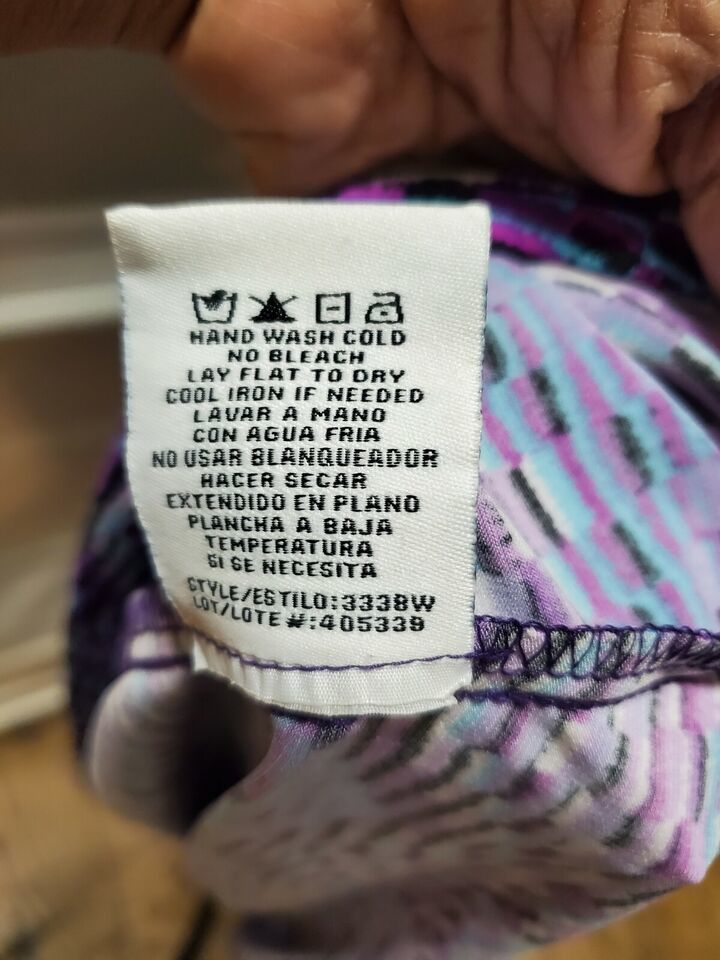 HAND WASH COLD
NO BLEACH
LAY FLAT TO DRY
COOL IRON IF NEEDED
LAVAR A MANO
CON AGUA FRIA
NO USAR BLANQUEADOR
HACER SECAR
EXTENDIDO EN PLANO
PLANCHA A BAJA
TEMPERATURA
SI SE NECESITA
STYLE/ESTILO:3338W
LOT/LOTE #:405339